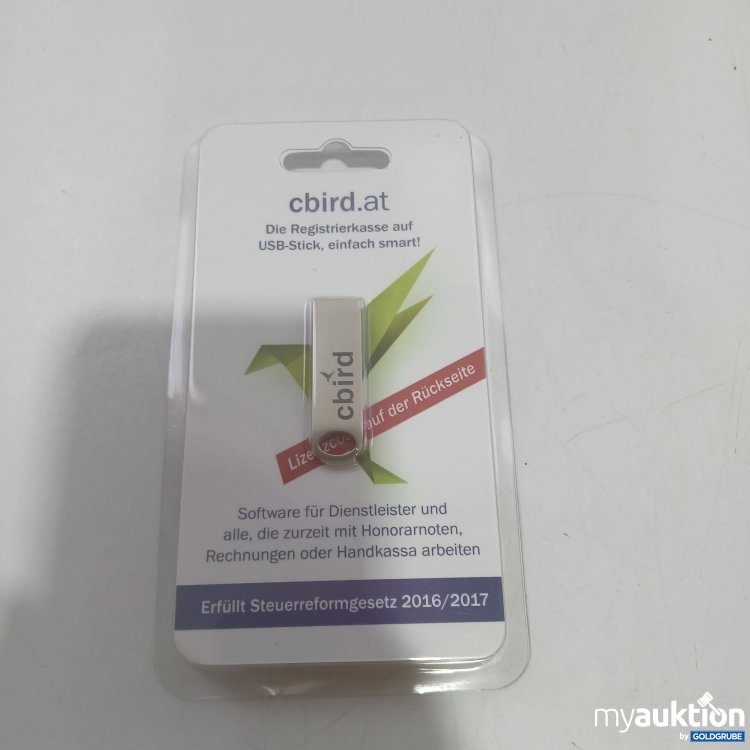 cbird.at
Die Registrierkasse auf
USB-Stick, einfach smart!
cbird
auf der Rückseite
Software für Dienstleister und
alle, die zurzeit mit Honorarnoten,
Rechnungen oder Handkassa arbeiten
Erfüllt Steuerreformgesetz 2016/2017
myauktion
by GOLDGRUBE